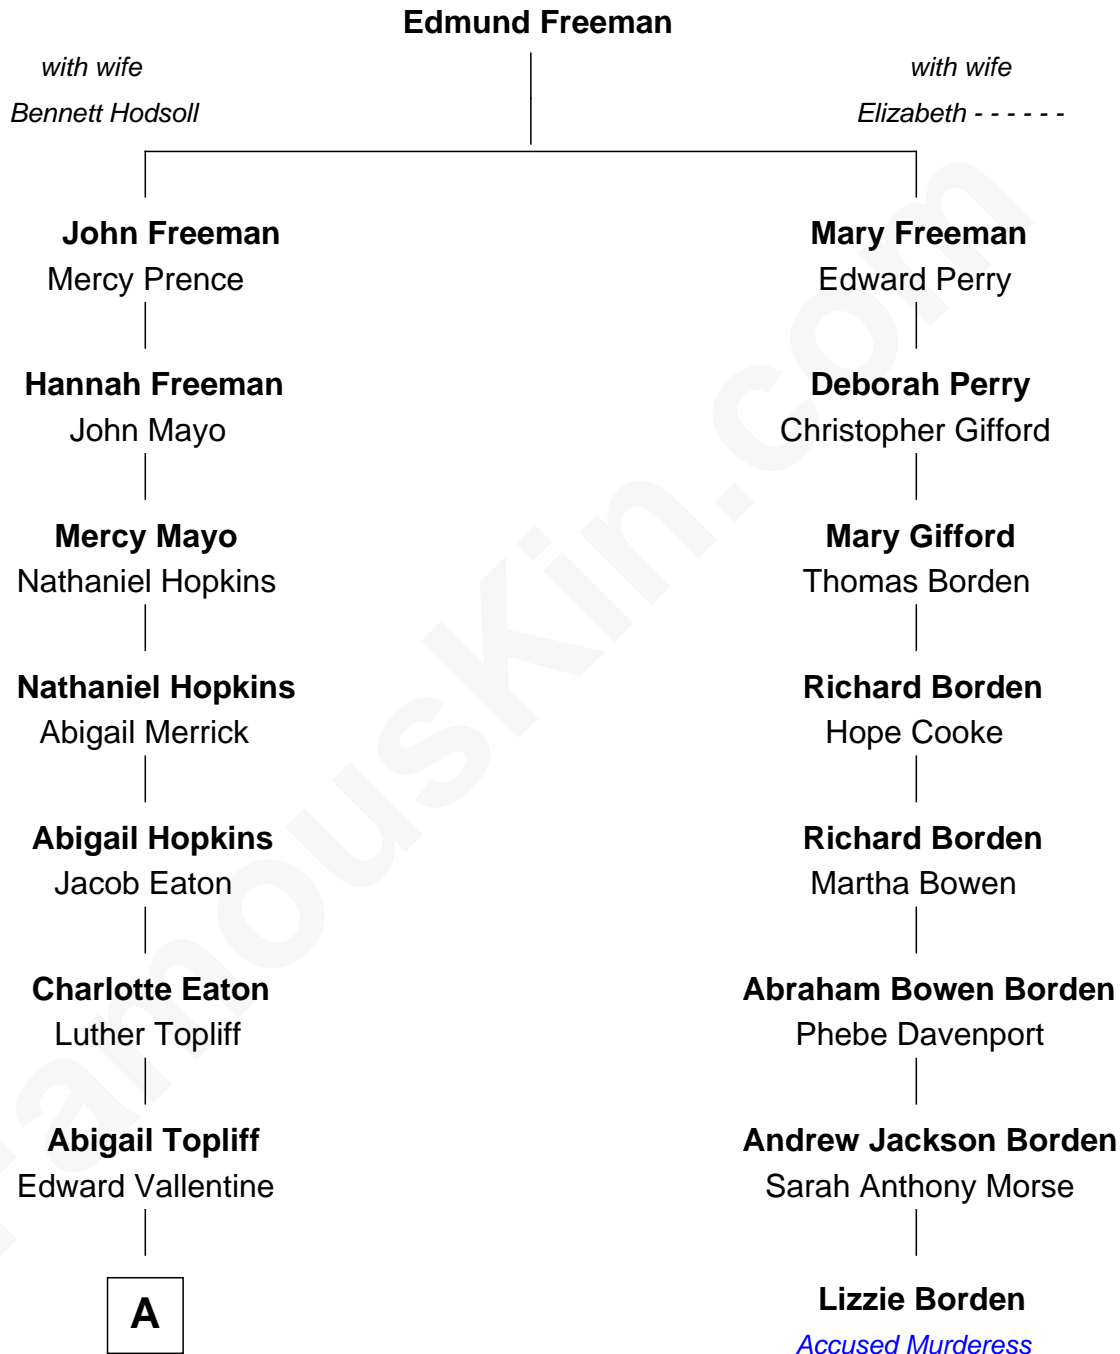 Edmund Freeman
with wife
Bennett Hodsoll
with wife
Elizabeth - - - - - -
John Freeman
Mercy Prence
Mary Freeman
Edward Perry
Hannah Freeman
John Mayo
Deborah Perry
Christopher Gifford
Mercy Mayo
Nathaniel Hopkins
Mary Gifford
Thomas Borden
Nathaniel Hopkins
Abigail Merrick
Richard Borden
Hope Cooke
Abigail Hopkins
Jacob Eaton
Richard Borden
Martha Bowen
Charlotte Eaton
Luther Topliff
Abraham Bowen Borden
Phebe Davenport
Abigail Topliff
Edward Vallentine
Andrew Jackson Borden
Sarah Anthony Morse
A
Lizzie Borden
Accused Murderess
FamousKin.com